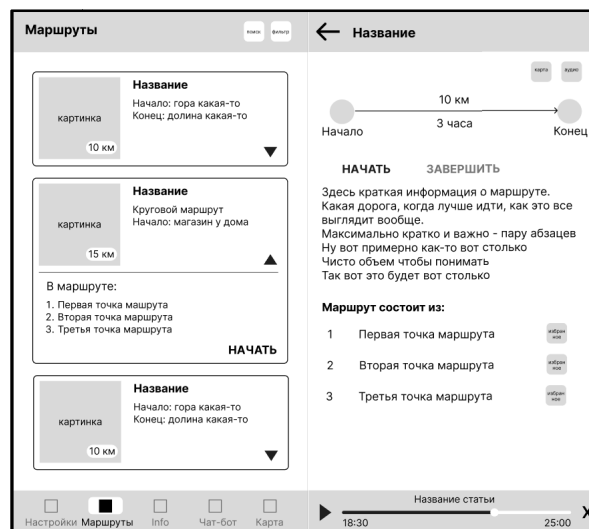 Маршруты
поиск
фильтр
Название
Начало: гора какая-то
Конец: долина какая-то
картинка
10 км
Название
Круговой маршрут
Начало: магазин у дома
картинка
15 км
В маршруте:
1. Первая точка машрута
2. Вторая точка маршрута
3. Третья точка маршрута
НАЧАТЬ
Название
Начало: гора какая-то
Конец: долина какая-то
картинка
10 км
Настройки
Маршруты
Info
Чат-бот
Карта
Название
карта
аудио
10 км
3 часа
Начало
Конец
НАЧАТЬ
ЗАВЕРШИТЬ
Здесь краткая информация о маршруте.
Какая дорога, когда лучше идти, как это все
выглядит вообще.
Максимально кратко и важно - пару абзацев
Ну вот примерно как-то вот столько
Чисто объем чтобы понимать
Так вот это будет вот столько
Маршрут состоит из:
1 Первая точка маршрута
избран
ное
2 Вторая точка маршрута
избран
ное
3 Третья точка маршрута
избран
ное
Название статьи
18:30
25:00
X